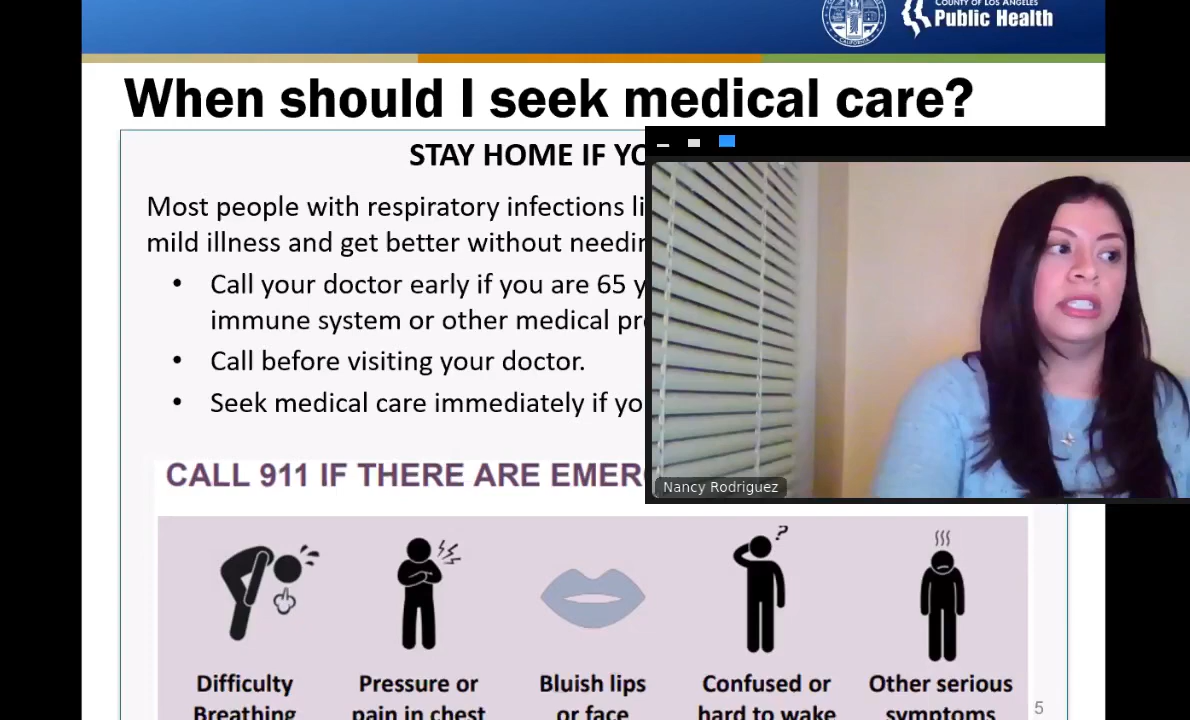 COUNTY OF LOS ANGELES
Public Health
When should I seek medical care?
STAY HOME IF YO
Most people with respiratory infections li
mild illness and get better without needin
• Call your doctor early if you are 65 y
immune system or other medical pr
• Call before visiting your doctor.
• Seek medical care immediately if yo
Nancy Rodriguez
CALL 911 IF THERE ARE EMER
?
Difficulty
Breathing
Pressure or
pain in chest
Bluish lips
or face
Confused or
hard to wake
Other serious
symptoms
5